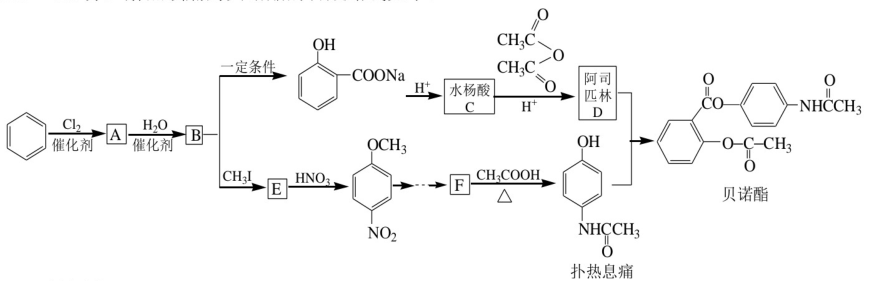 Cl₂
催化剂
A
H₂O
催化剂
B
一定条件
OH
COONa
H⁺
水杨酸
C
O
CH₃C
O
CH₃C
O
H⁺
阿司
匹林
D
CH₃I
E
HNO₃
OCH₃
NO₂
F
CH₃COOH
△
OH
NHCCH₃
O
扑热息痛
O
CO
O
NHCCH₃
O—C—CH₃
O
贝诺酯